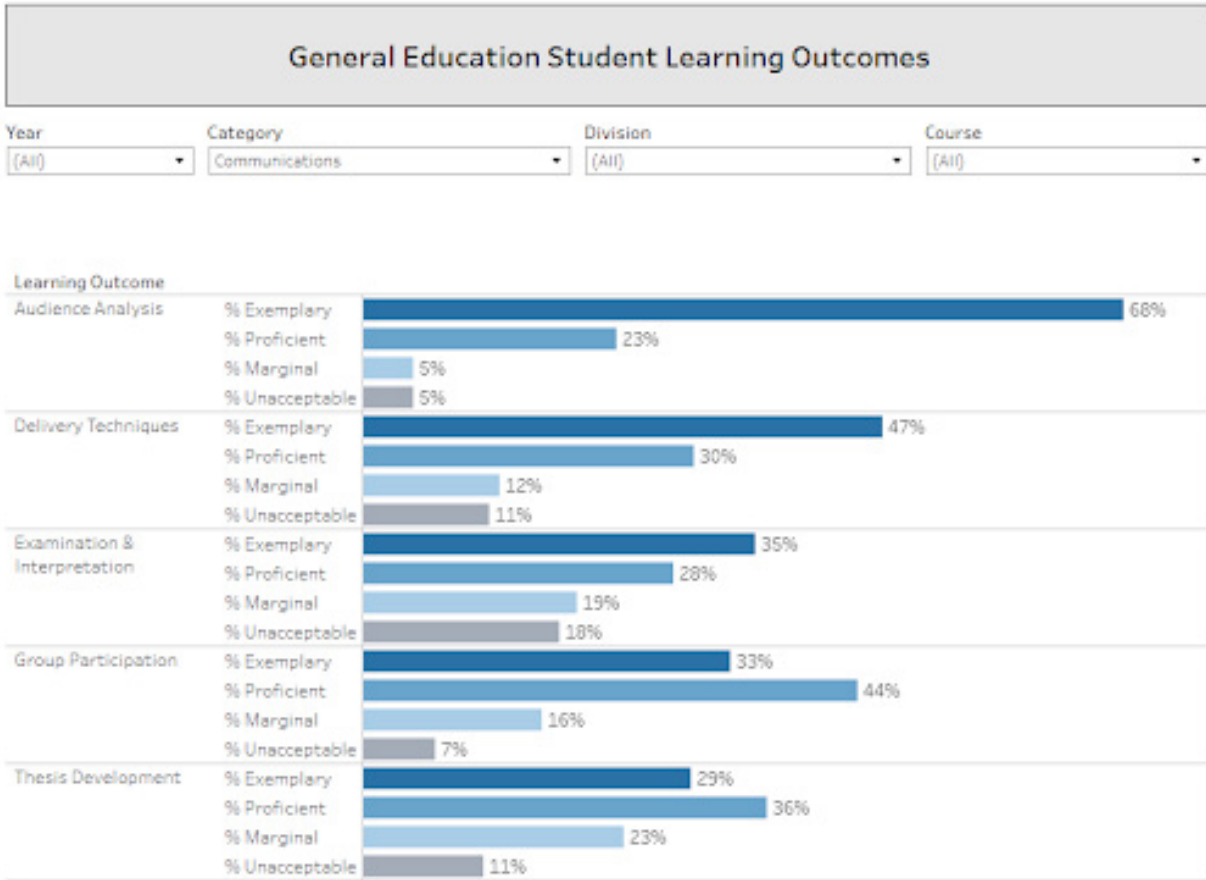 General Education Student Learning Outcomes
Year Category Division Course
(All) Communications (All) (All)
Learning Outcome
Audience Analysis % Exemplary 68%
% Proficient 23%
% Marginal 5%
% Unacceptable 5%
Delivery Techniques % Exemplary 47%
% Proficient 30%
% Marginal 12%
% Unacceptable 11%
Examination & % Exemplary 35%
Interpretation % Proficient 28%
% Marginal 19%
% Unacceptable 18%
Group Participation % Exemplary 33%
% Proficient 44%
% Marginal 16%
% Unacceptable 7%
Thesis Development % Exemplary 29%
% Proficient 36%
% Marginal 23%
% Unacceptable 11%